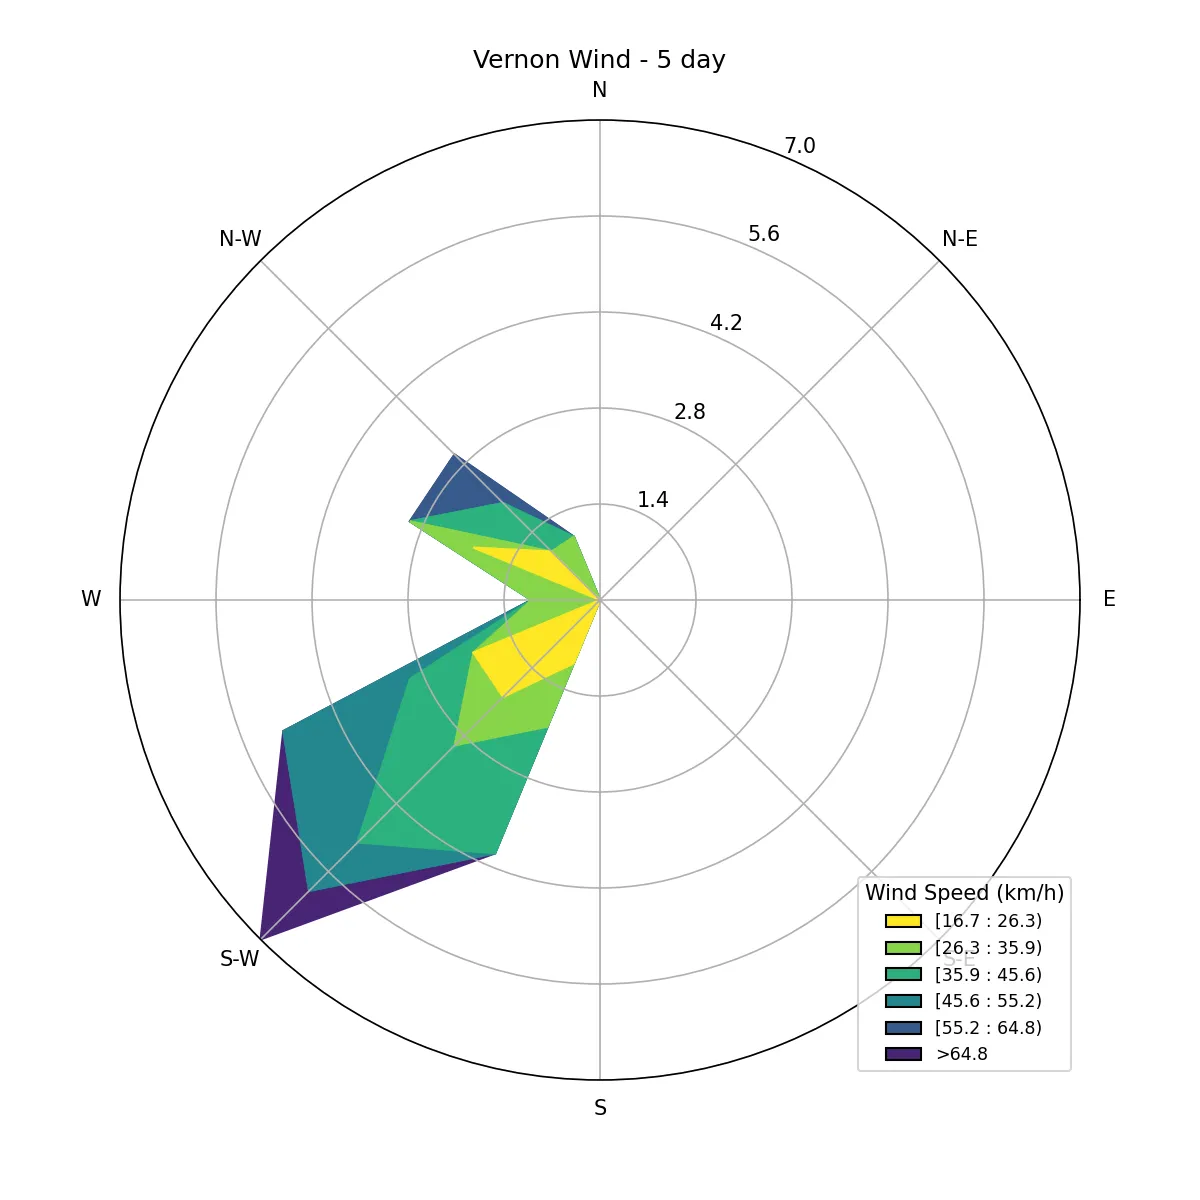 Vernon Wind - 5 day
N
7.0
N-W
5.6
N-E
4.2
2.8
1.4
W
E
S-W
S-E
Wind Speed (km/h)
[16.7 : 26.3)
[26.3 : 35.9)
[35.9 : 45.6)
[45.6 : 55.2)
[55.2 : 64.8)
>64.8
S